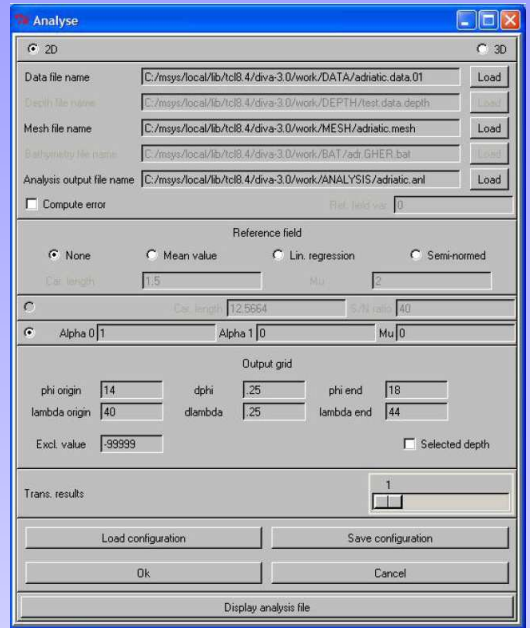 Analyse
2D 3D
Data file name C:/msys/local/lib/tcl8.4/diva-3.0/work/DATA/adriatic.data.01 Load
Depth file name C:/msys/local/lib/tcl8.4/diva-3.0/work/DEPTH/test.data.depth Load
Mesh file name C:/msys/local/lib/tcl8.4/diva-3.0/work/MESH/adriatic.mesh Load
Bathymetry file name C:/msys/local/lib/tcl8.4/diva-3.0/work/BAT/adr.GHER.bat Load
Analysis output file name C:/msys/local/lib/tcl8.4/diva-3.0/work/ANALYSIS/adriatic.anl Load
Compute error Ref. field var. 0
Reference field
None Mean value Lin. regression Semi-normed
Car. length 1.5 Mu 2
Car. length 12.5664 S/N ratio 40
Alpha 0 1 Alpha 1 0 Mu 0
Output grid
phi origin 14 dphi .25 phi end 18
lambda origin 40 dlambda .25 lambda end 44
Excl. value -99999 Selected depth
1
Trans. results
Load configuration Save configuration
Ok Cancel
Display analysis file